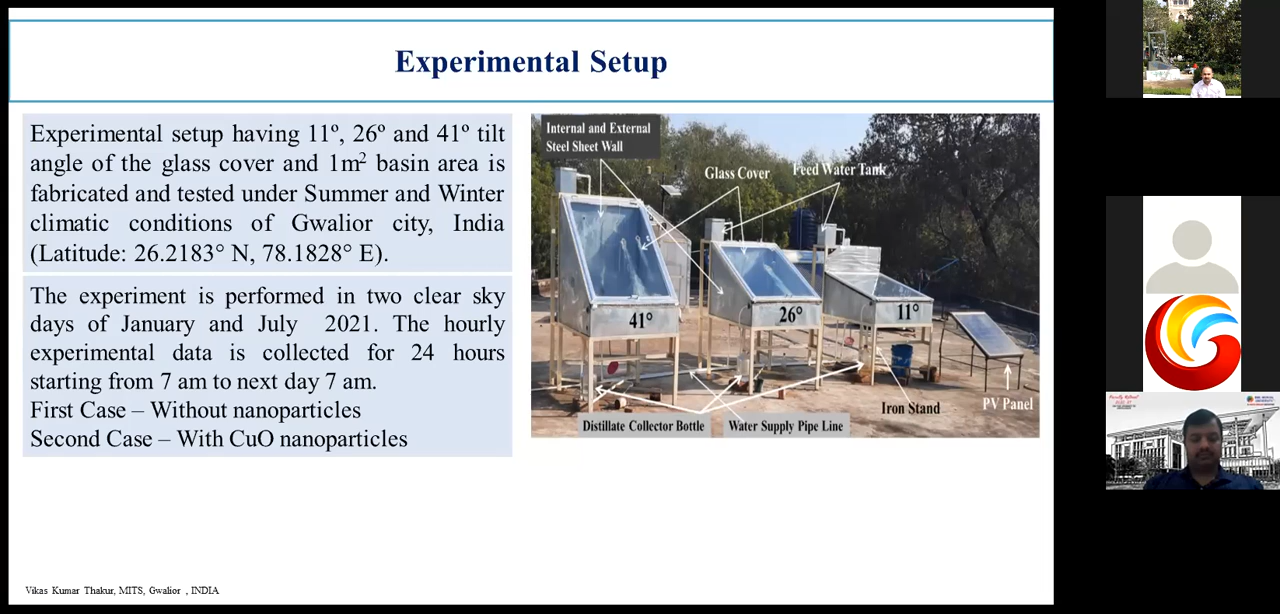 Experimental Setup
Experimental setup having 11º, 26º and 41º tilt
angle of the glass cover and 1m² basin area is
fabricated and tested under Summer and Winter
climatic conditions of Gwalior city, India
(Latitude: 26.2183° N, 78.1828° E).
The experiment is performed in two clear sky
days of January and July 2021. The hourly
experimental data is collected for 24 hours
starting from 7 am to next day 7 am.
First Case – Without nanoparticles
Second Case – With CuO nanoparticles
Internal and External
Steel Sheet Wall
Glass Cover
Feed Water Tank
41°
26°
11°
Iron Stand
PV Panel
Distillate Collector Bottle
Water Supply Pipe Line
Vikas Kumar Thakur, MITS, Gwalior , INDIA